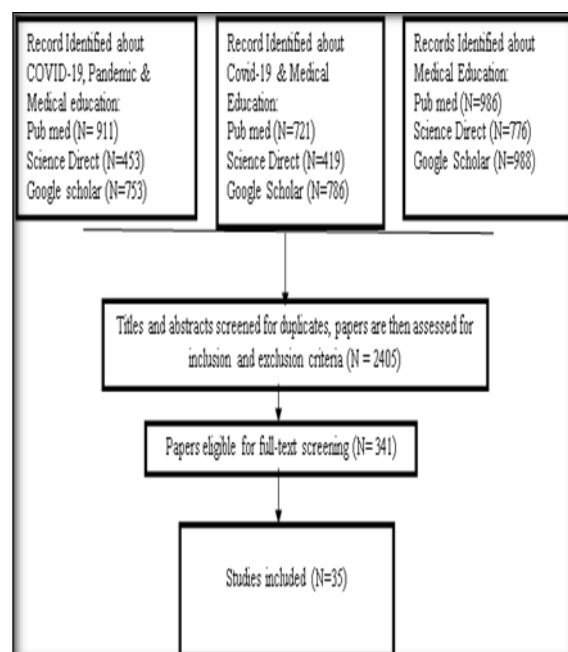 Record Identified about
COVID-19, Pandemic &
Medical education:
Pub med (N= 911)
Science Direct (N=453)
Google scholar (N=753)
Record Identified about
Covid-19 & Medical
Education:
Pub med (N=721)
Science Direct (N=419)
Google Scholar (N=786)
Records Identified about
Medical Education:
Pub med (N=986)
Science Direct (N=776)
Google Scholar (N=988)
Titles and abstracts screened for duplicates, papers are then assessed for
inclusion and exclusion criteria (N = 2405)
Papers eligible for full-text screening (N= 341)
Studies included (N=35)